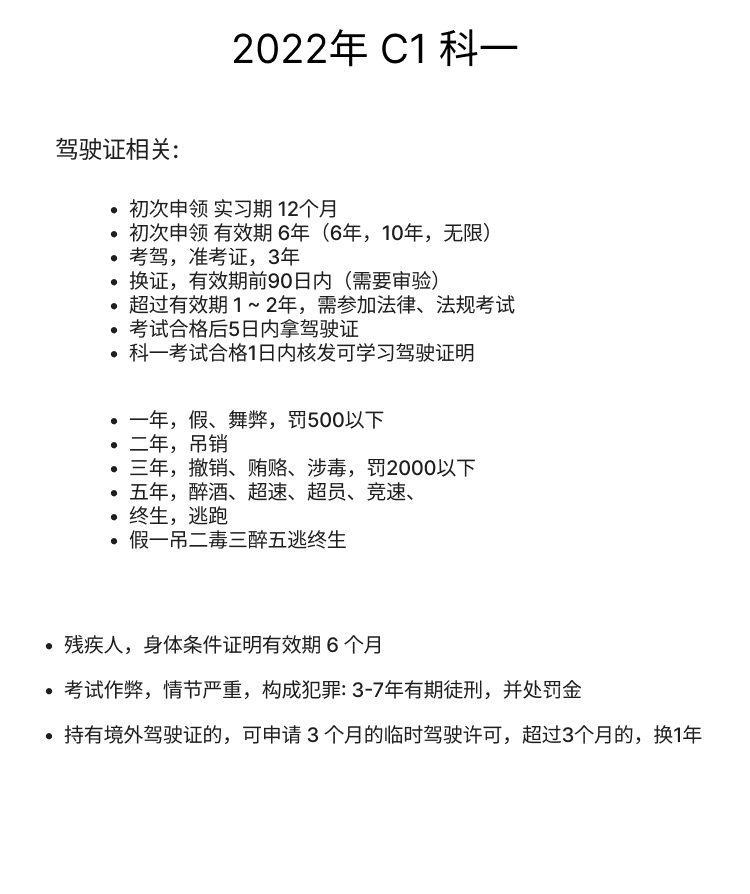 2022年 C1 科一
驾驶证相关:
• 初次申领 实习期 12个月
• 初次申领 有效期 6年（6年，10年，无限）
• 考驾，准考证，3年
• 换证，有效期前90日内（需要审验）
• 超过有效期 1 ~ 2年，需参加法律、法规考试
• 考试合格后5日内拿驾驶证
• 科一考试合格1日内核发可学习驾驶证明
• 一年，假、舞弊，罚500以下
• 二年，吊销
• 三年，撤销、贿赂、涉毒，罚2000以下
• 五年，醉酒、超速、超员、竞速、
• 终生，逃跑
• 假一吊二毒三醉五逃终生
• 残疾人，身体条件证明有效期 6 个月
• 考试作弊，情节严重，构成犯罪: 3-7年有期徒刑，并处罚金
• 持有境外驾驶证的，可申请 3 个月的临时驾驶许可，超过3个月的，换1年